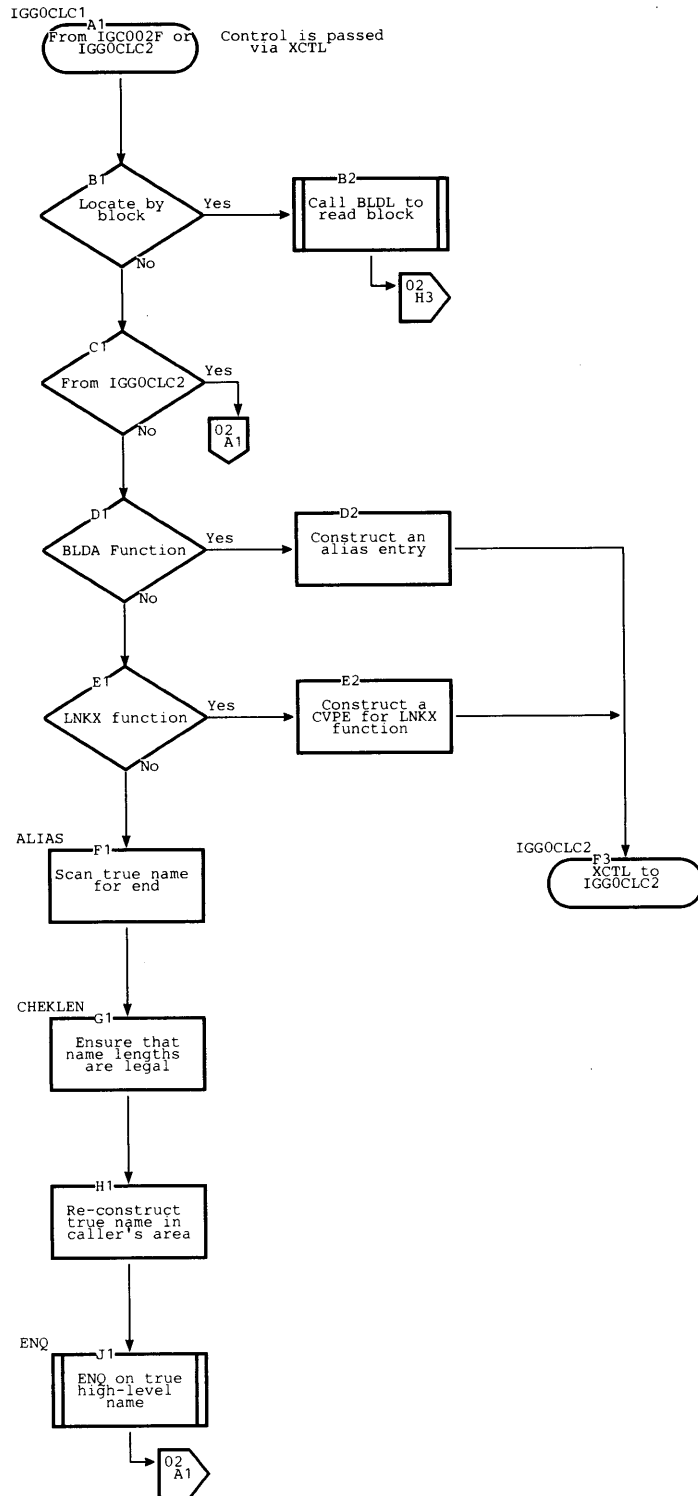 IGG0CLC1
A1
From IGC002F or
IGG0CLC2
Control is passed
via XCTL
B1
Locate by
block
Yes
No
B2
Call BLDL to
read block
02
H3
C1
From IGG0CLC2
Yes
No
02
A1
D1
BLDA Function
Yes
No
D2
Construct an
alias entry
E1
LNKX function
Yes
No
E2
Construct a
CVPE for LNKX
function
ALIAS
F1
Scan true name
for end
IGG0CLC2
F3
XCTL to
IGG0CLC2
CHEKLEN
G1
Ensure that
name lengths
are legal
H1
Re-construct
true name in
caller's area
ENQ
J1
ENQ on true
high-level
name
02
A1